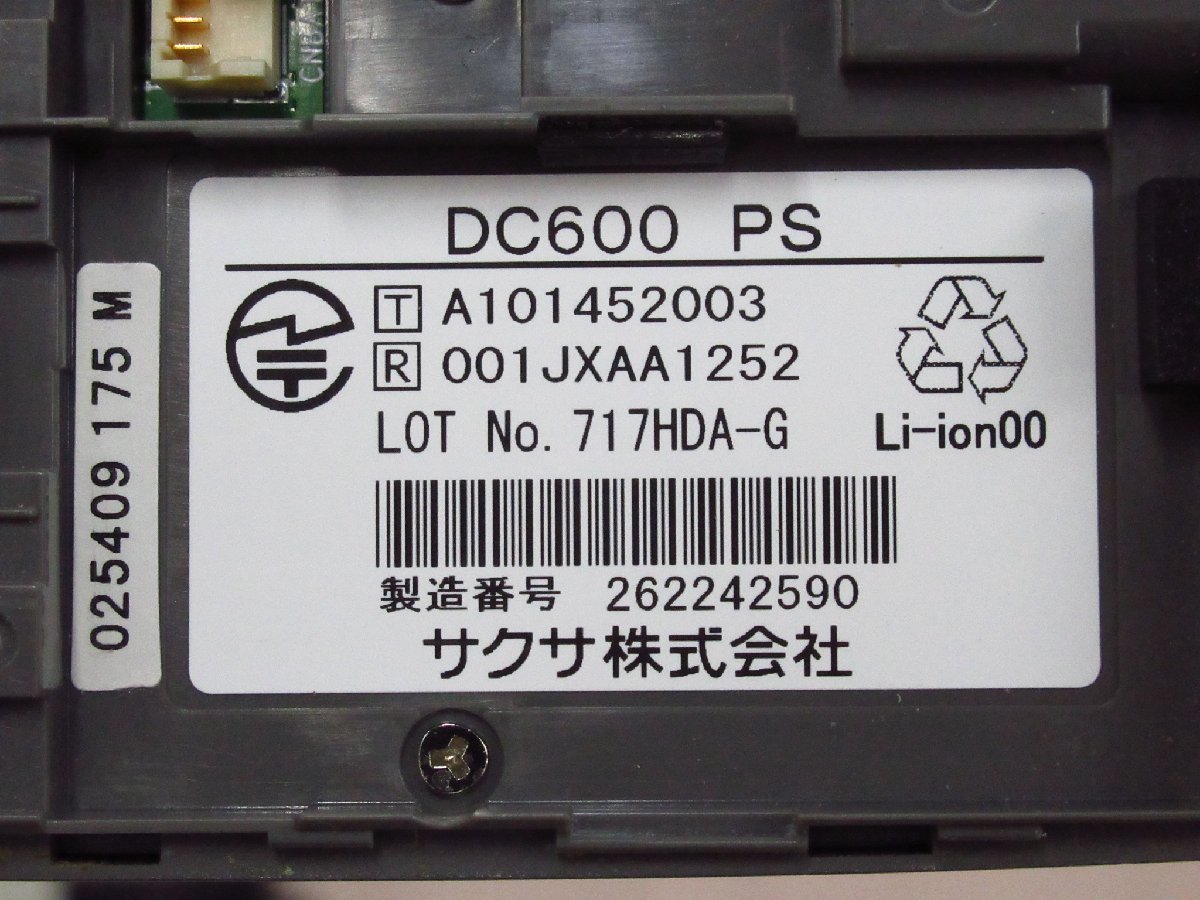 CN6A
DC600 PS
T A101452003
R 001JXAA1252
LOT No. 717HDA-G
Li-ion00
製造番号 262242590
サクサ株式会社
025409 175 M